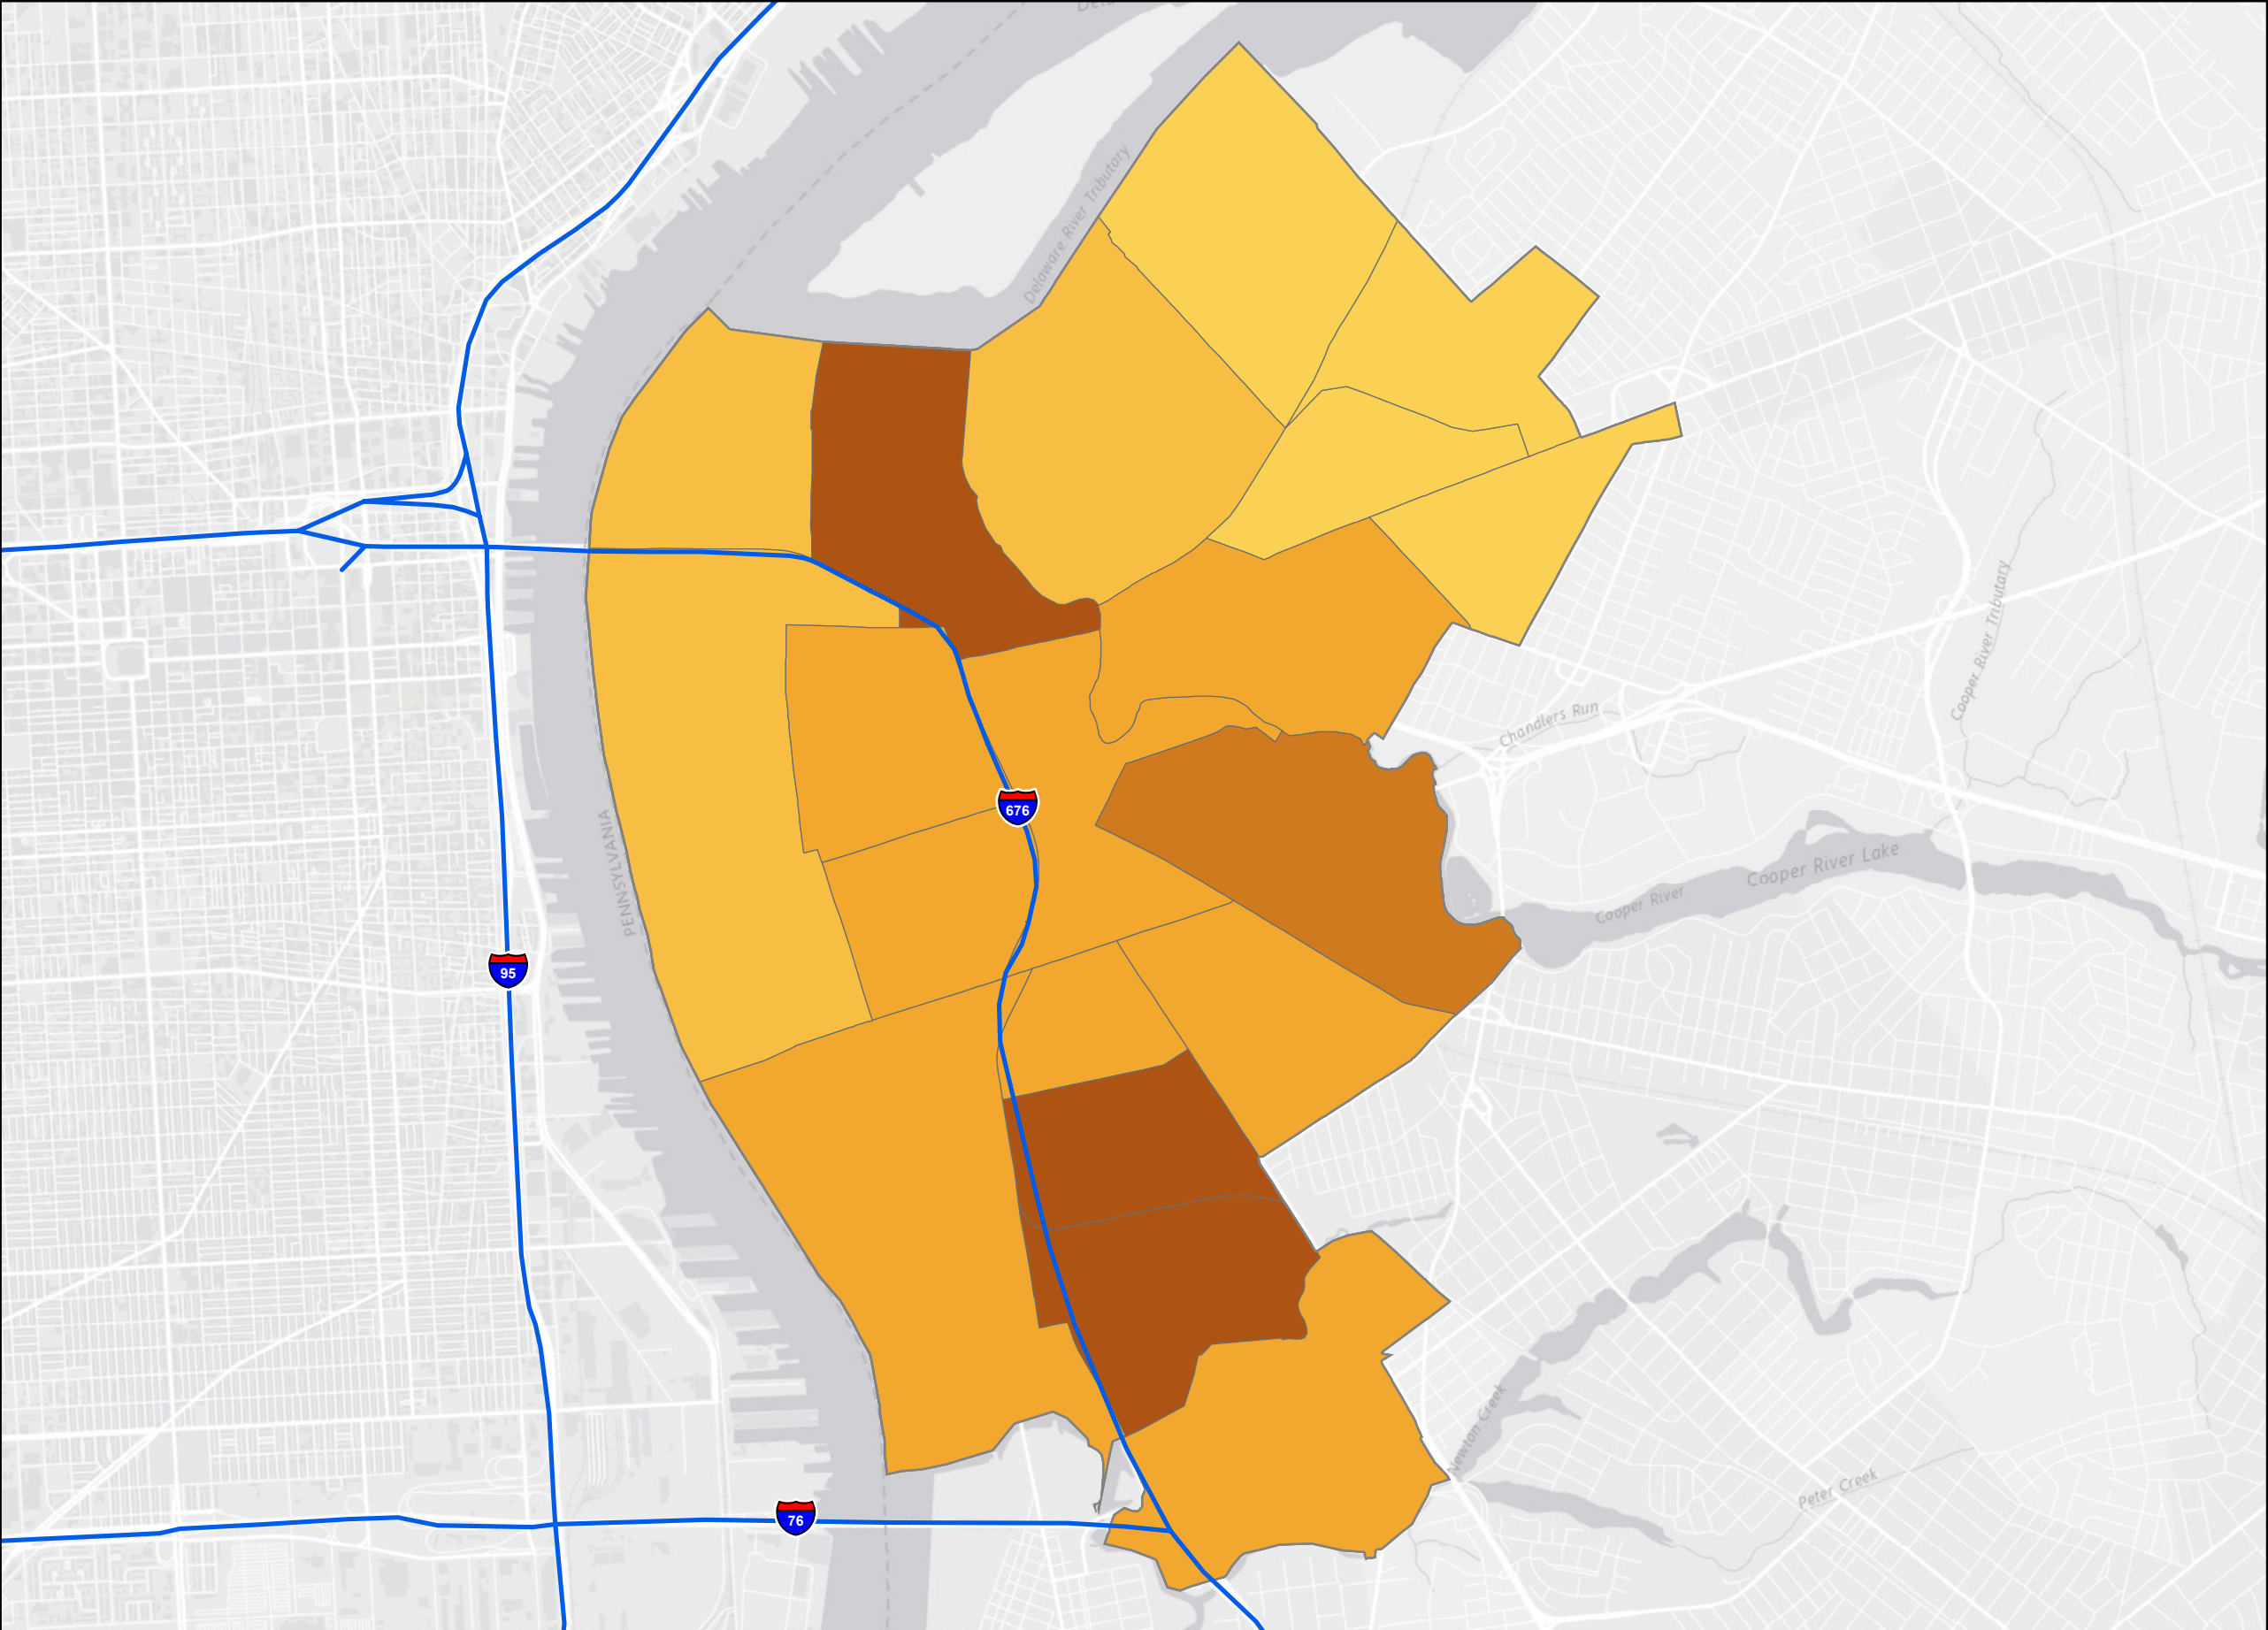 Delaware River Tributary
Cooper River Tributary
Chandlers Run
676
PENNSYLVANIA
Cooper River Lake
Cooper River
95
Newton Creek
Peter Creek
76